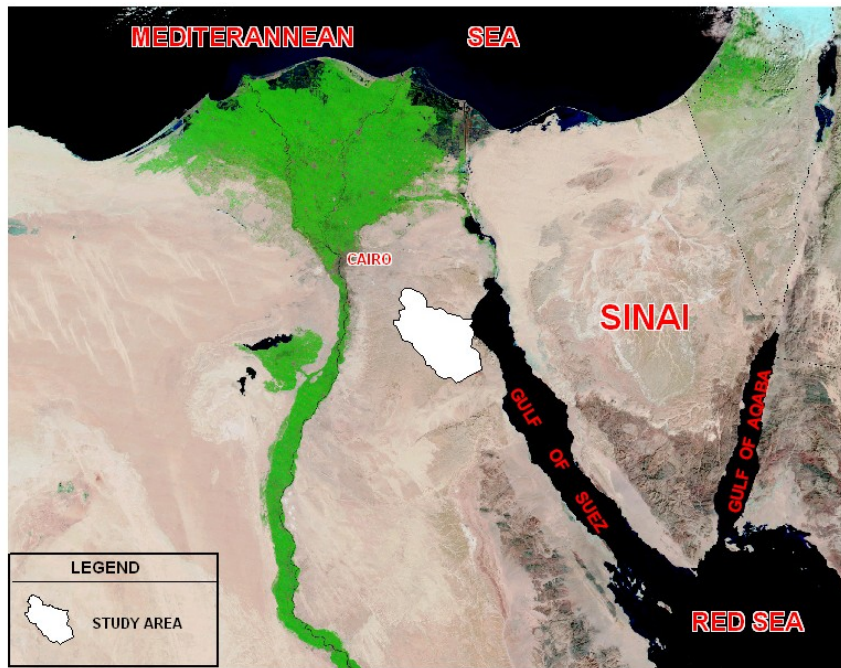 MEDITERANNEAN SEA
CAIRO
SINAI
GULF OF SUEZ
GULF OF AQABA
RED SEA
LEGEND
STUDY AREA